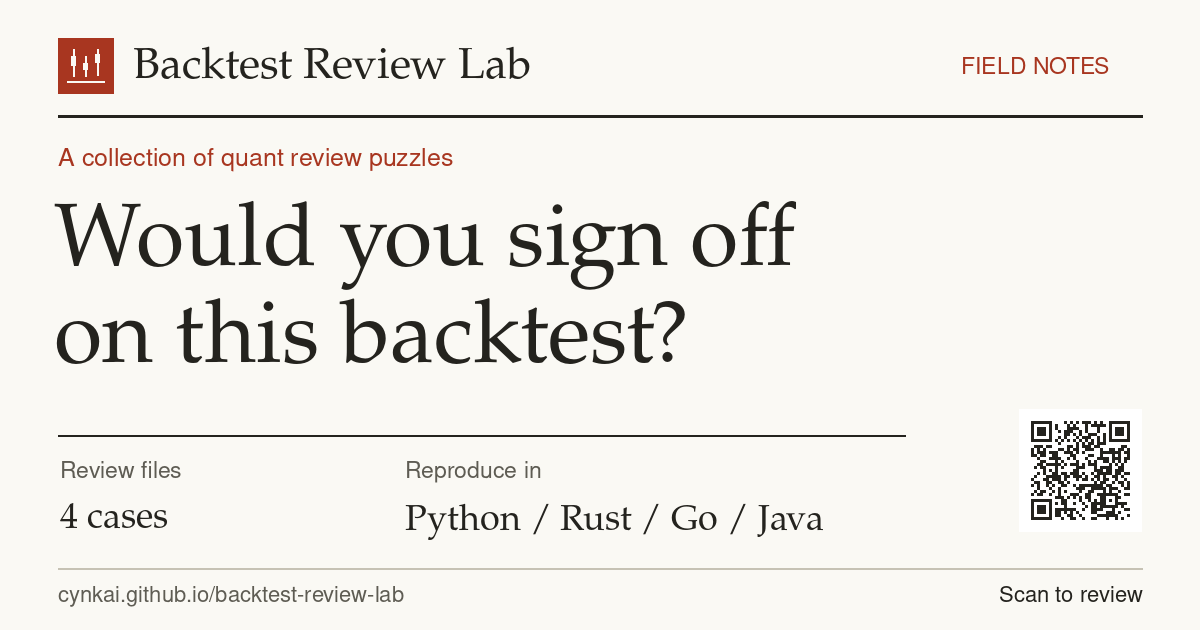 Backtest Review Lab
FIELD NOTES
A collection of quant review puzzles
Would you sign off
on this backtest?
Review files
4 cases
Reproduce in
Python / Rust / Go / Java
cynkai.github.io/backtest-review-lab
Scan to review